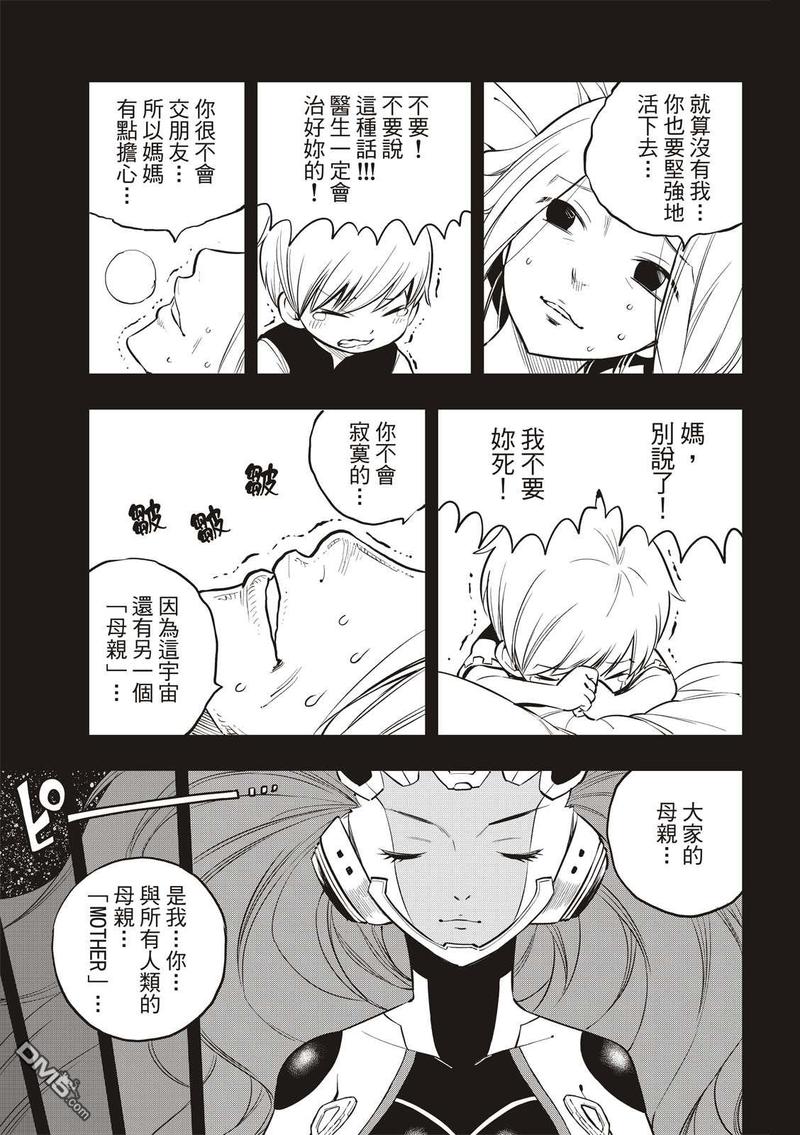 就算沒有我…
你也要堅強地
活下去…
不要！
不要說
這種話!!!
醫生一定會
治好妳的！
你很不會
交朋友…
所以媽媽
有點擔心
媽，
別說了！
我不要
妳死！
你不會
寂寞的…
皺
皺
皺
因為這宇宙
還有另一個
「母親」…
大家的
母親…
ピ
是我…你…
與所有人類的
母親…
「MOTHER」…
DM5
DM5.com